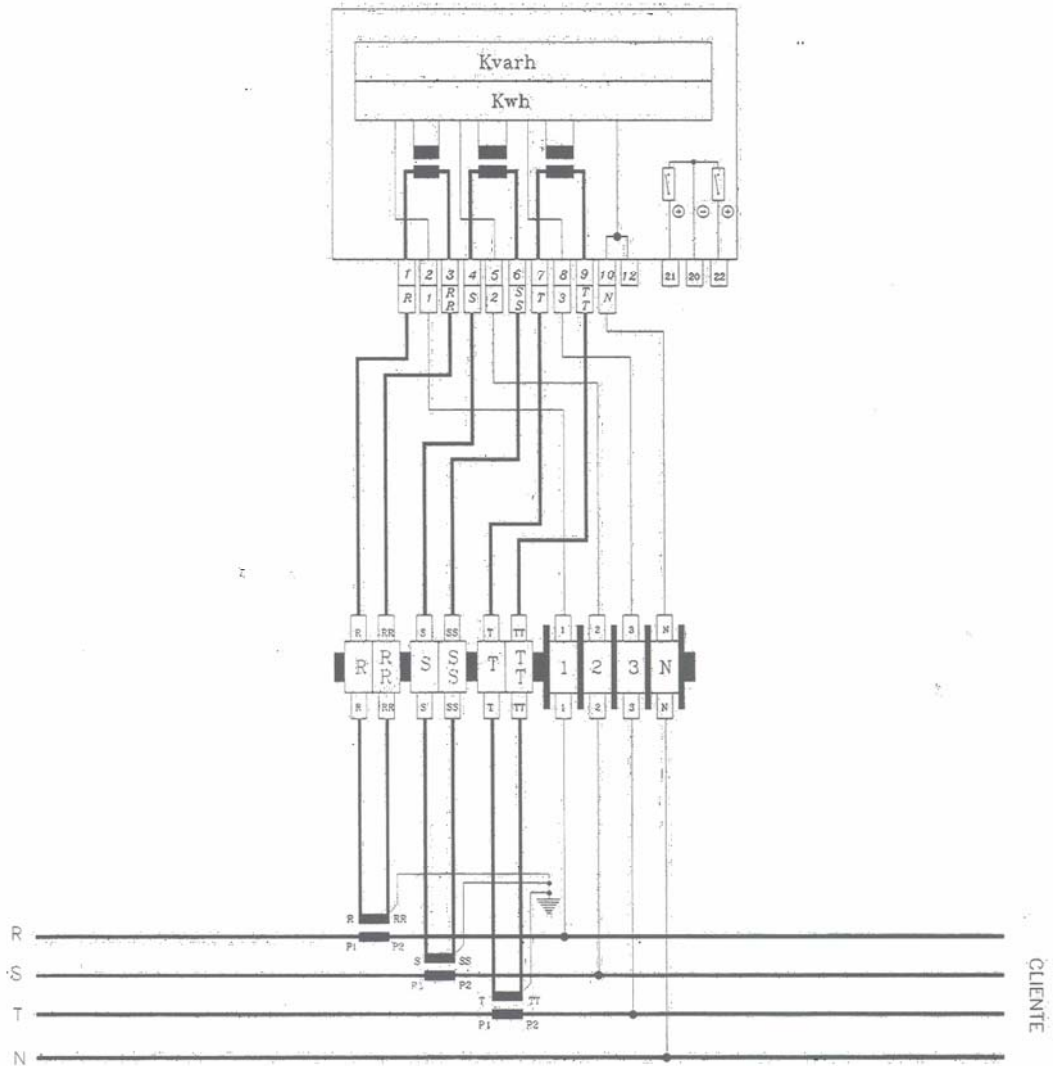 Kvarh
Kwh
1 2 3 4 5 6 7 8 9 10 12
R 1 RR S 2 SS T 3 TT N
21 20 22
R RR S SS T TT 1 2 3 N
R RR S SS T TT 1 2 3 N
R RR S SS T TT 1 2 3 N
R RR
R
P1 P2
S SS
S
P1 P2
T TT
T
P1 P2
N
CLIENTE